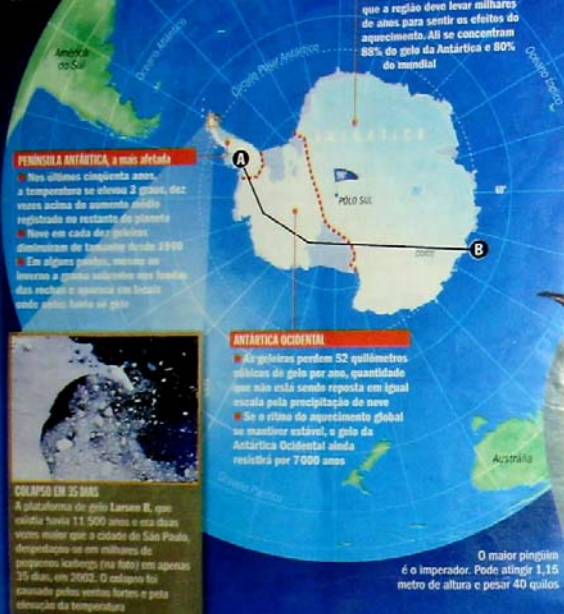 que a região deve levar milhares
de anos para sentir os efeitos do
aquecimento. Ali se concentram
88% do gelo da Antártica e 80%
do mundial
América
do Sul
Oceano Atlântico
Círculo Polar Antártico
Oceano Índico
PENÍNSULA ANTÁRTICA, a mais afetada
Nos últimos cinqüenta anos,
a temperatura se elevou 3 graus, dez
vezes acima do aumento médio
registrado no restante do planeta
Nove em cada dez geleiras
diminuíram de tamanho desde
Em alguns pontos, mesmo no
inverno a grama sobrevive nas fendas
das rochas e aparece em locais
onde antes havia só gelo
A
PÓLO SUL
60°
CORTE
B
ANTÁRTICA OCIDENTAL
As geleiras perdem 52 quilômetros
cúbicos de gelo por ano, quantidade
que não está sendo reposta em igual
escala pela precipitação de neve
Se o ritmo do aquecimento global
se mantiver estável, o gelo da
Antártica Ocidental ainda
resistirá por 7000 anos
COLAPSO EM 35 DIAS
A plataforma de gelo Larsen B, que
existia havia 11 500 anos e era duas
vezes maior que a cidade de São Paulo,
despedaçou-se em milhares de
pequenos icebergs (na foto) em apenas
35 dias, em 2002. O colapso foi
causado pelos ventos fortes e pela
elevação da temperatura
Oceano Pacífico
Austrália
O maior pingüim
é o imperador. Pode atingir 1,15
metro de altura e pesar 40 quilos